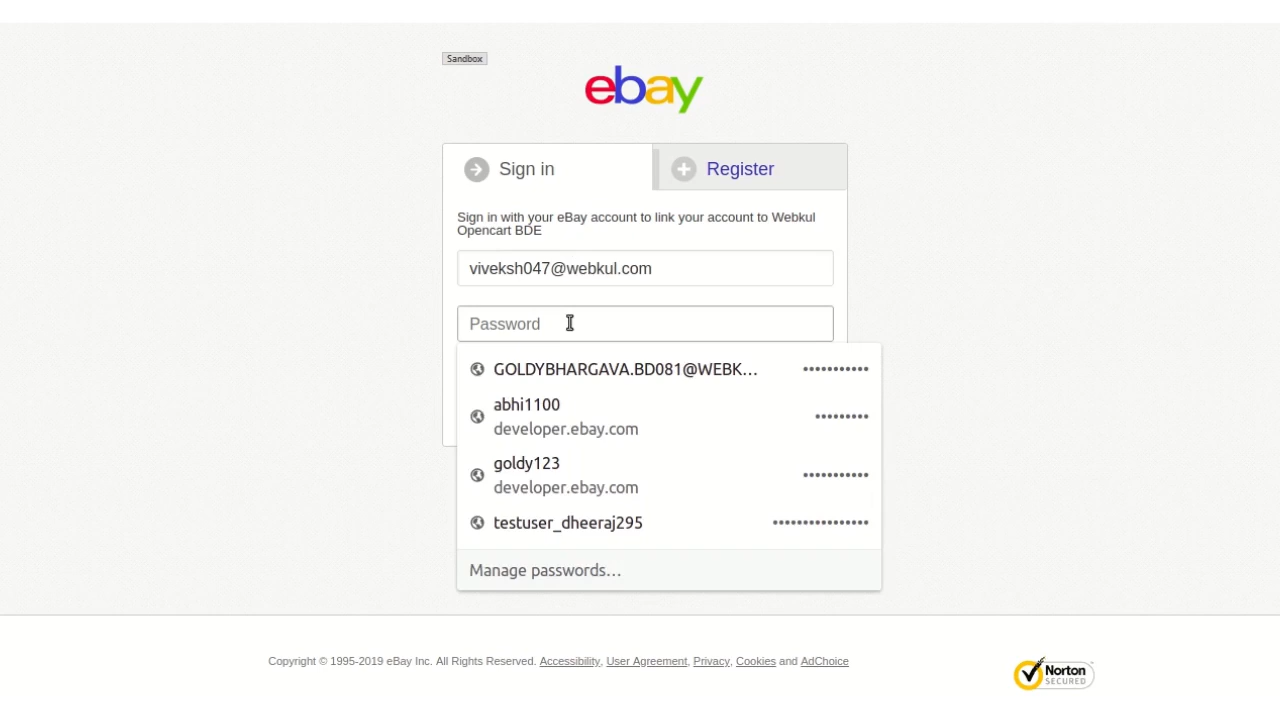 Sandbox
ebay
Sign in
Register
Sign in with your eBay account to link your account to Webkul
Opencart BDE
viveksh047@webkul.com
Password
GOLDYBHARGAVA.BD081@WEBK...
•••••••••••
abhi1100
developer.ebay.com
•••••••••
goldy123
developer.ebay.com
•••••••••••
testuser_dheeraj295
••••••••••••••••
Manage passwords...
Copyright © 1995-2019 eBay Inc. All Rights Reserved. Accessibility, User Agreement, Privacy, Cookies and AdChoice
Norton
SECURED